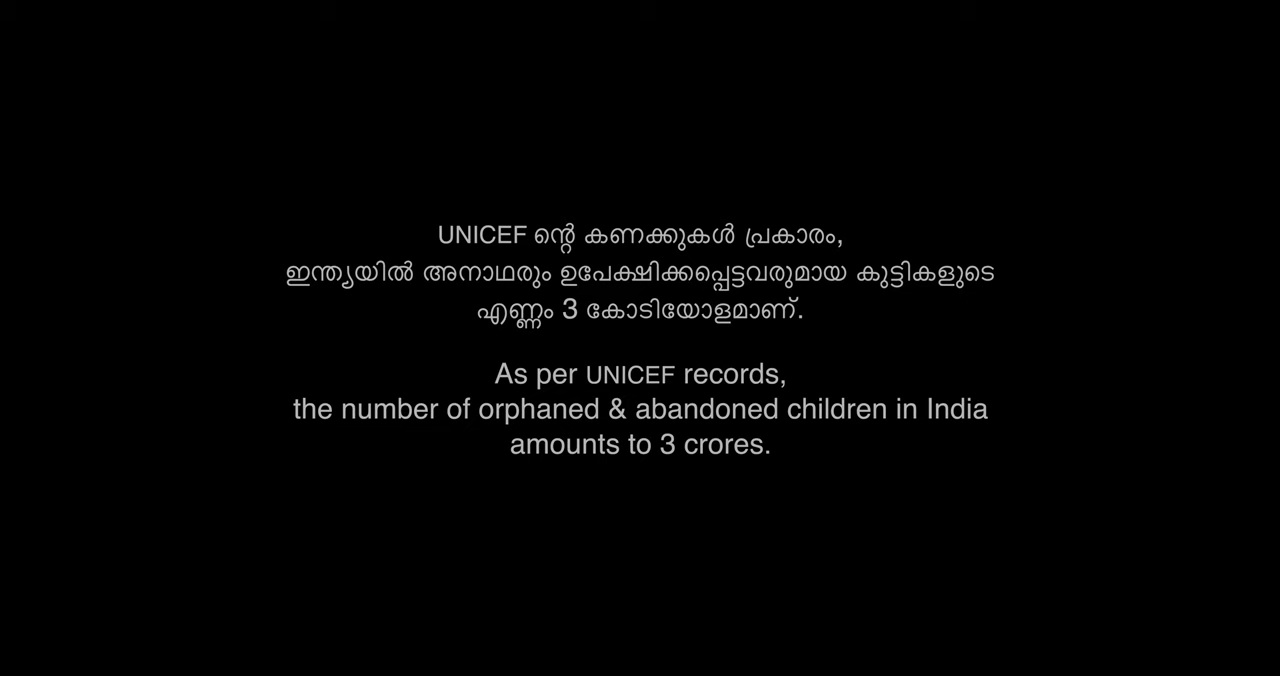 UNICEF ന്റെ കണക്കുകൾ പ്രകാരം,
ഇന്ത്യയിൽ അനാഥരും ഉപേക്ഷിക്കപ്പെട്ടവരുമായ കുട്ടികളുടെ
എണ്ണം 3 കോടിയോളമാണ്.
As per UNICEF records,
the number of orphaned & abandoned children in India
amounts to 3 crores.